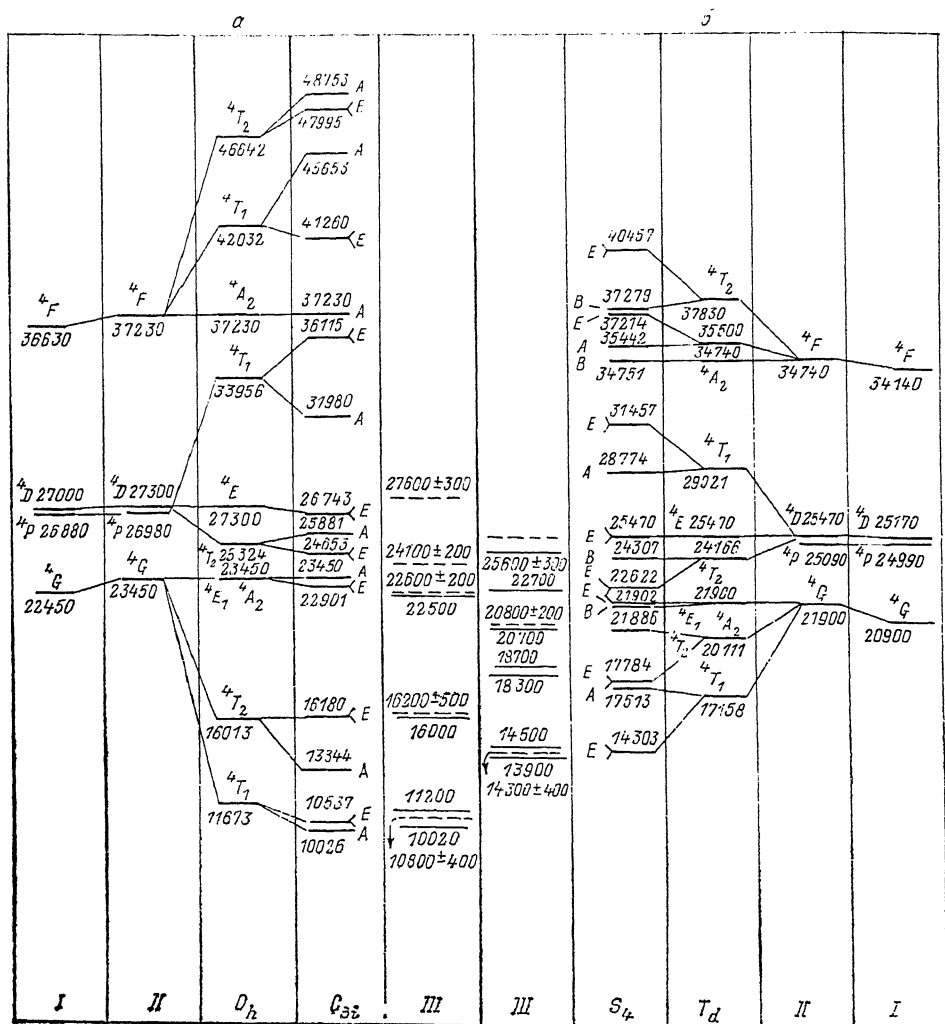 а б
48753 A
⁴T₂ E
46642 47995
A
45653
⁴T₁ 41260
42032 E
⁴F ⁴F ⁴A₂ 37230
36630 37230 37230 A
36115 E
⁴T₁
33956 31980 A
⁴D 27000 ⁴D 27300 ⁴E 26743
⁴P 26880 ⁴P 26980 27300 E
25881 A
⁴T₂ 25324 24653 E
⁴G ⁴G 23450 23450 A
22450 23450 ⁴E₁ ⁴A₂ 22901 E
⁴T₂ 16180 E
16013 13344 A
⁴T₁ 10537 E
11673 10026 A
27600±300
24100±200
22600±200
22500
16200±500
16000
11200
10020
10800±400
25600±300
22700
20800±200
20700
18700
18300
14500
13900
14300±400
E 40457
B 37279 ⁴T₂
E 37214 37830
A 35442 35500 ⁴F ⁴F
B 34751 34740 34740 34140
⁴A₂
E 31457 ⁴T₁
A 28774 29021
E 25470 ⁴E 25470 ⁴D 25470 ⁴D 25170
B 24307 24166 ⁴P 25090 ⁴P 24990
E 22622 ⁴T₂
E 21902 21900 ⁴G ⁴G
B 21886 ⁴E₁ ⁴A₂ 21900 20900
⁴T₂ 20111
E 17784 ⁴T₁
A 17513 17158
E 14303
I II O_h C₃ᵢ III III S₄ T_d II I